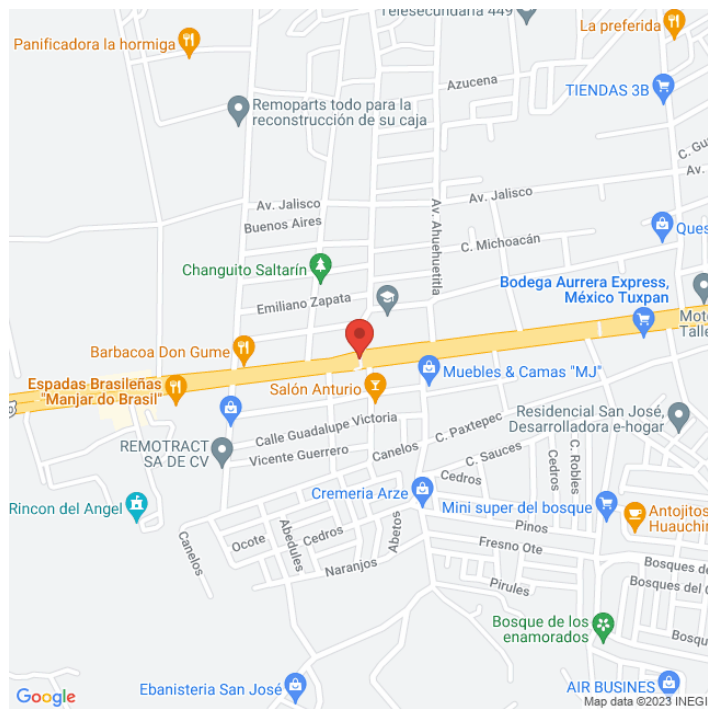 Telesecundaria 449
La preferida
Panificadora la hormiga
Azucena
TIENDAS 3B
Remoparts todo para la
reconstrucción de su caja
C. Gu
Av. Jalisco
Av. Jalisco
Buenos Aires
Av. Ahuehuetitla
C. Michoacán
Ques
Changuito Saltarín
Bodega Aurrera Express,
México Tuxpan
Emiliano Zapata
Moto
Talle
Barbacoa Don Gume
Muebles & Camas "MJ"
Espadas Brasileñas
"Manjar do Brasil"
Salón Anturio
Residencial San José,
Desarrolladora e-hogar
Calle Guadalupe Victoria
C. Paxtepec
REMOTRACT
SA DE CV
Vicente Guerrero
Canelos
C. Sauces
Cedros
C. Robles
Cedros
Cremeria Arze
Rincon del Angel
Mini super del bosque
Antojitos
Huauchin
Canelos
Ocote
Cedros
Abedules
Abetos
Pinos
Fresno Ote
Naranjos
Bosques de
Pirules
Bosques del C
Bosque de los
enamorados
Bosqu
Ebanisteria San José
AIR BUSINES
Google
Map data ©2023 INEGI